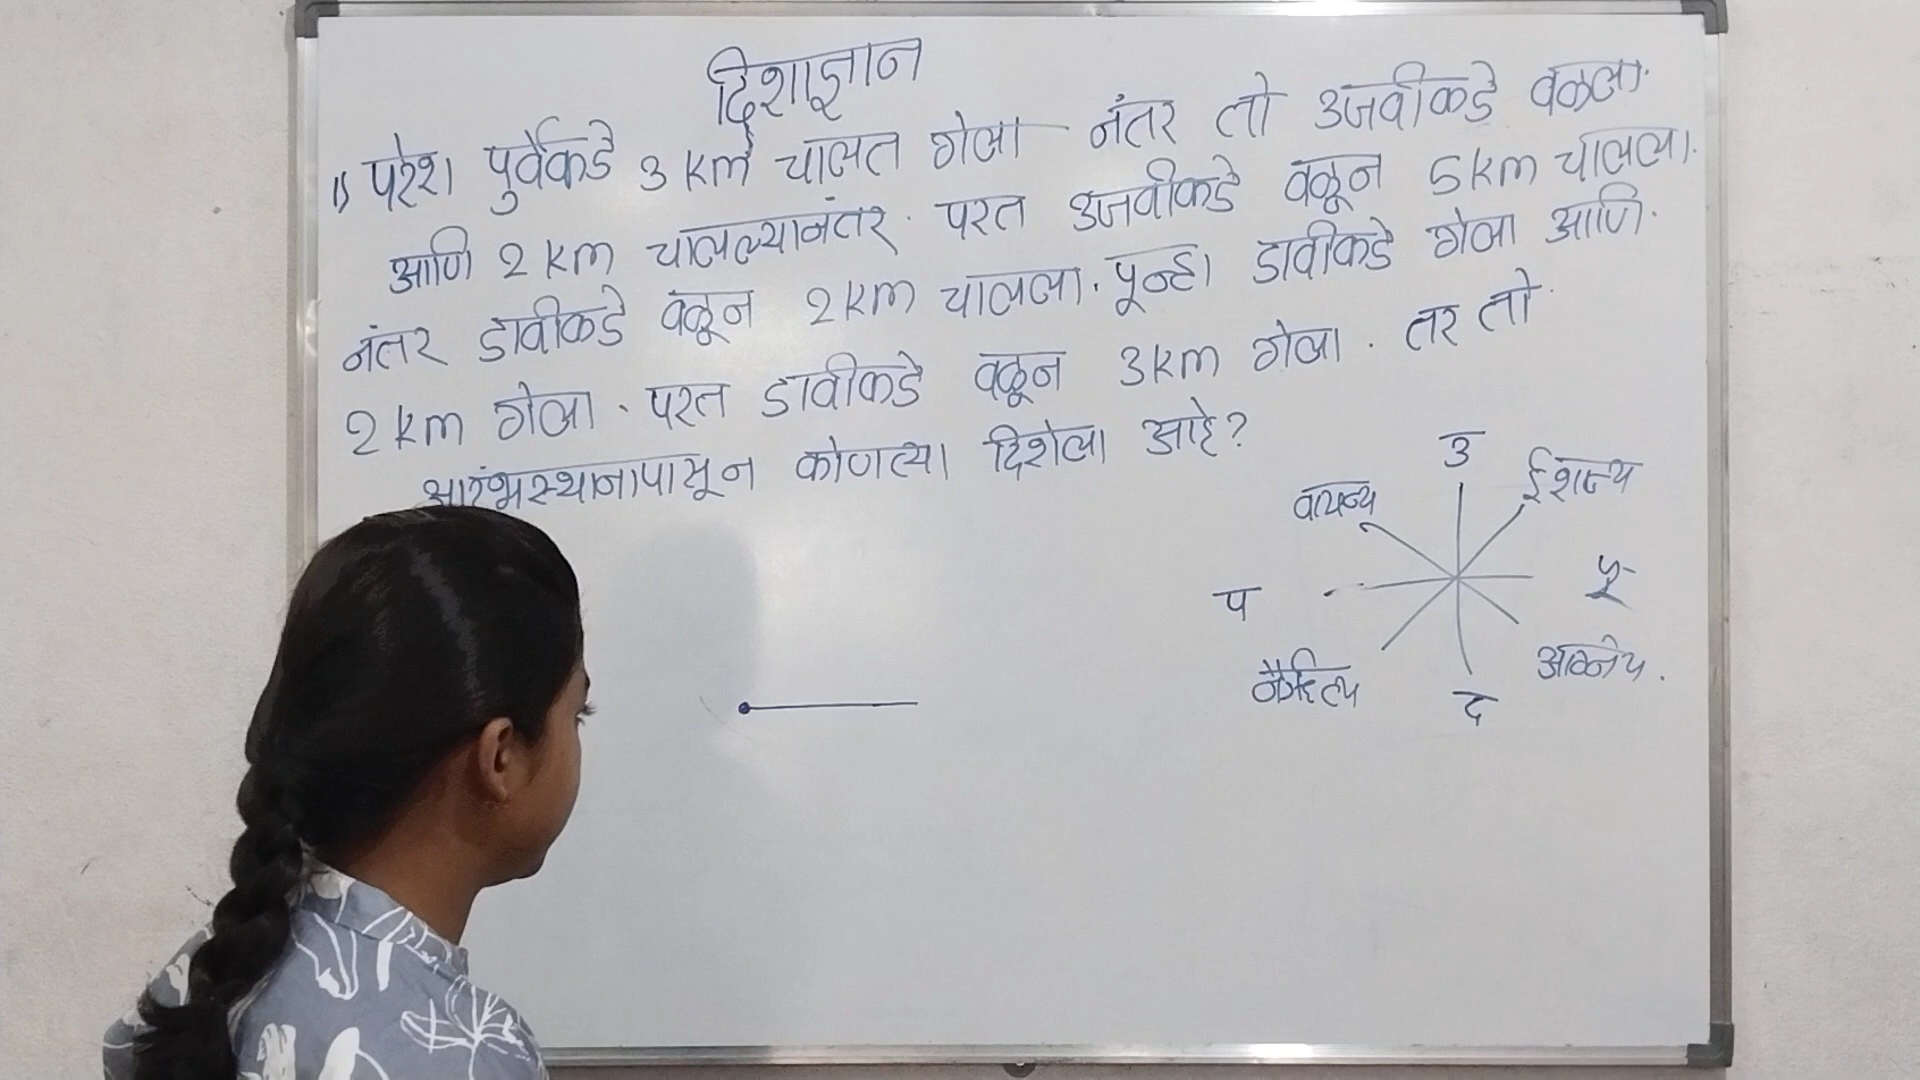 दिशाज्ञान
1) परेश पुर्वेकडे 3 km चालत गेला नंतर तो उजवीकडे वळला.
आणि 2 km चालल्यानंतर. परत उजवीकडे वळून 5 km चालला.
नंतर डावीकडे वळून 2 km चालला. पून्हा डावीकडे गेला आणि.
2 km गेला. परत डावीकडे वळून 3 km गेला. तर तो.
आरंभस्थानापासून कोणत्या दिशेला आहे?
उ
ईशान्य
वायव्य
पू
प
आग्नेय.
नैऋत्य
द